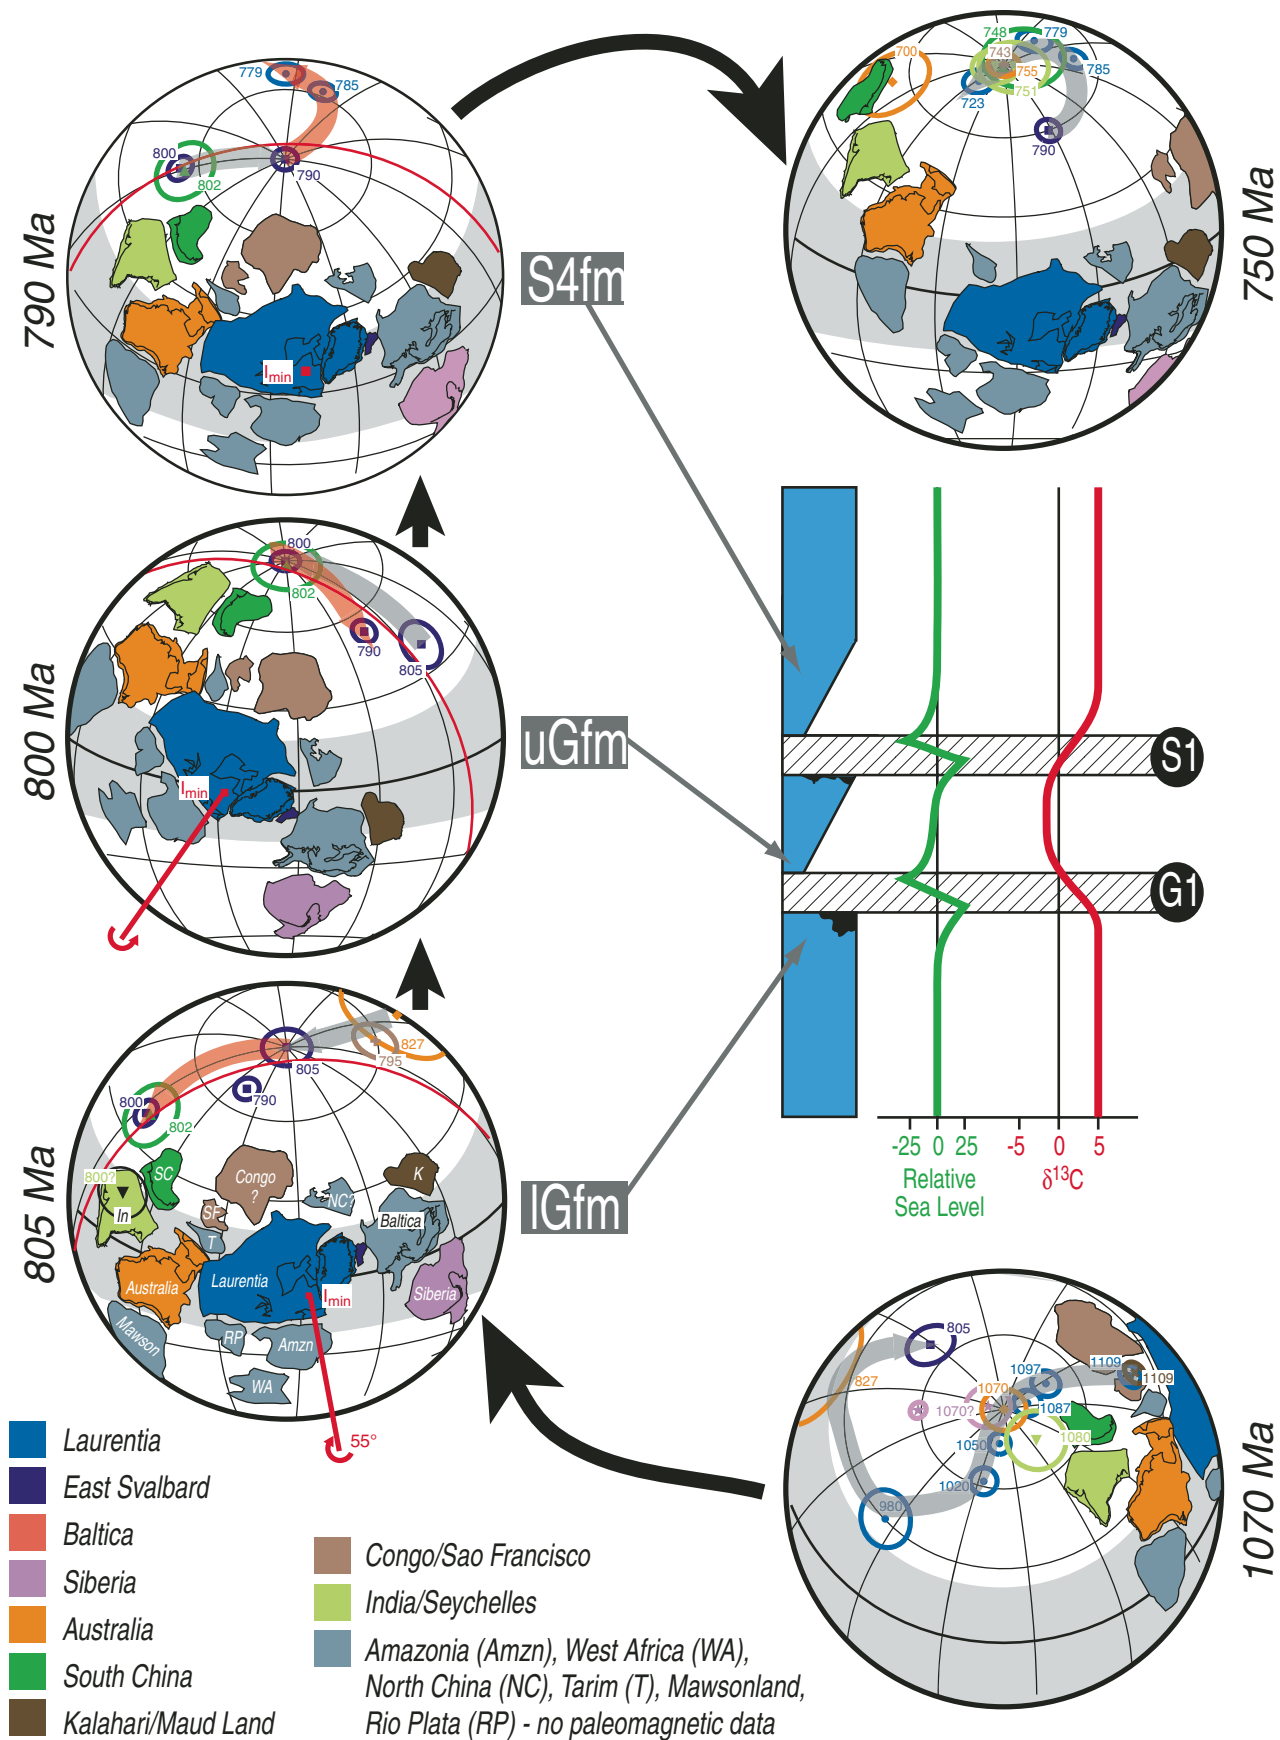 779
785
800
802
790
790 Ma
I min
S4fm
700
748
779
743
755
785
751
723
790
750 Ma
800
802
790
805
800 Ma
I min
uGfm
S1
G1
-25 0 25
-5 0 5
Relative
Sea Level
δ13C
827
795
805
790
800
802
800?
SC
In
Congo
?
SF
T
NC?
K
Baltica
Australia
Laurentia
Siberia
I min
Mawson
RP
Amzn
WA
55°
805 Ma
lGfm
805
827
1097
1109
1109
1070
1070?
1087
1080
1050
1020
980
1070 Ma
Laurentia
East Svalbard
Baltica
Siberia
Australia
South China
Kalahari/Maud Land
Congo/Sao Francisco
India/Seychelles
Amazonia (Amzn), West Africa (WA),
North China (NC), Tarim (T), Mawsonland,
Rio Plata (RP) - no paleomagnetic data